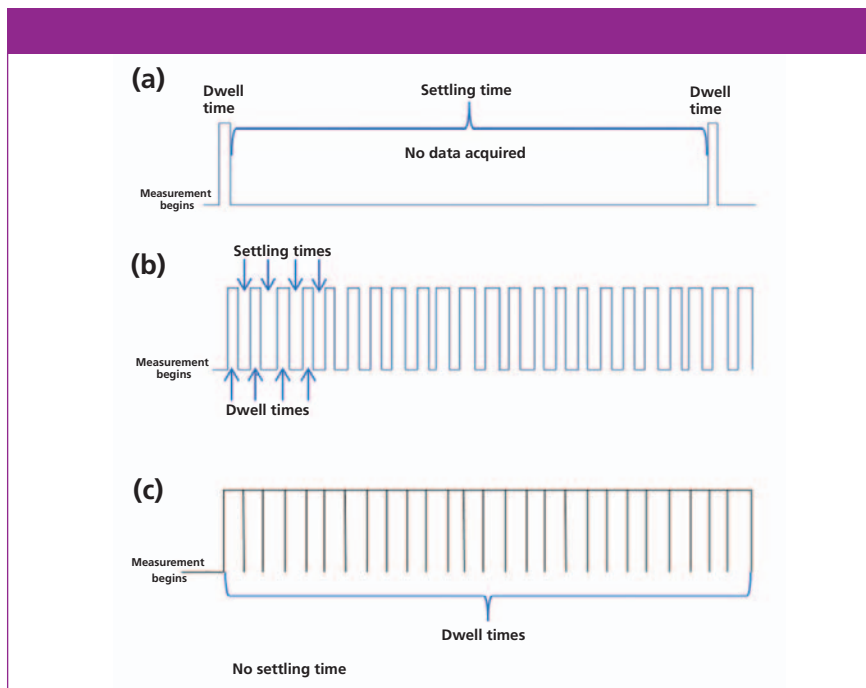 (a)
Dwell
time
Settling time
Dwell
time
No data acquired
Measurement
begins
(b)
Settling times
Measurement
begins
Dwell times
(c)
Measurement
begins
Dwell times
No settling time